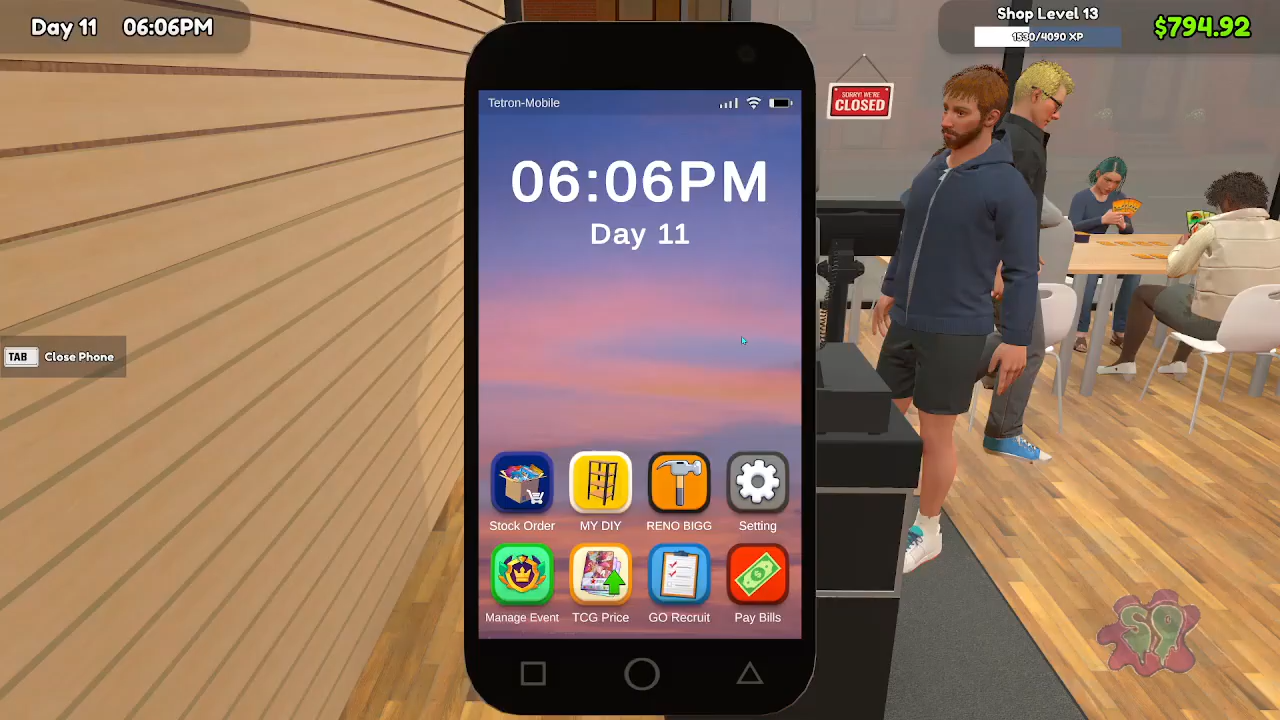 Day 11 06:06PM
Shop Level 13
1530/4090 XP
$794.92
Tetron-Mobile
SORRY! WE'RE
CLOSED
06:06PM
Day 11
TAB Close Phone
Stock Order MY DIY RENO BIGG Setting
Manage Event TCG Price GO Recruit Pay Bills
S9